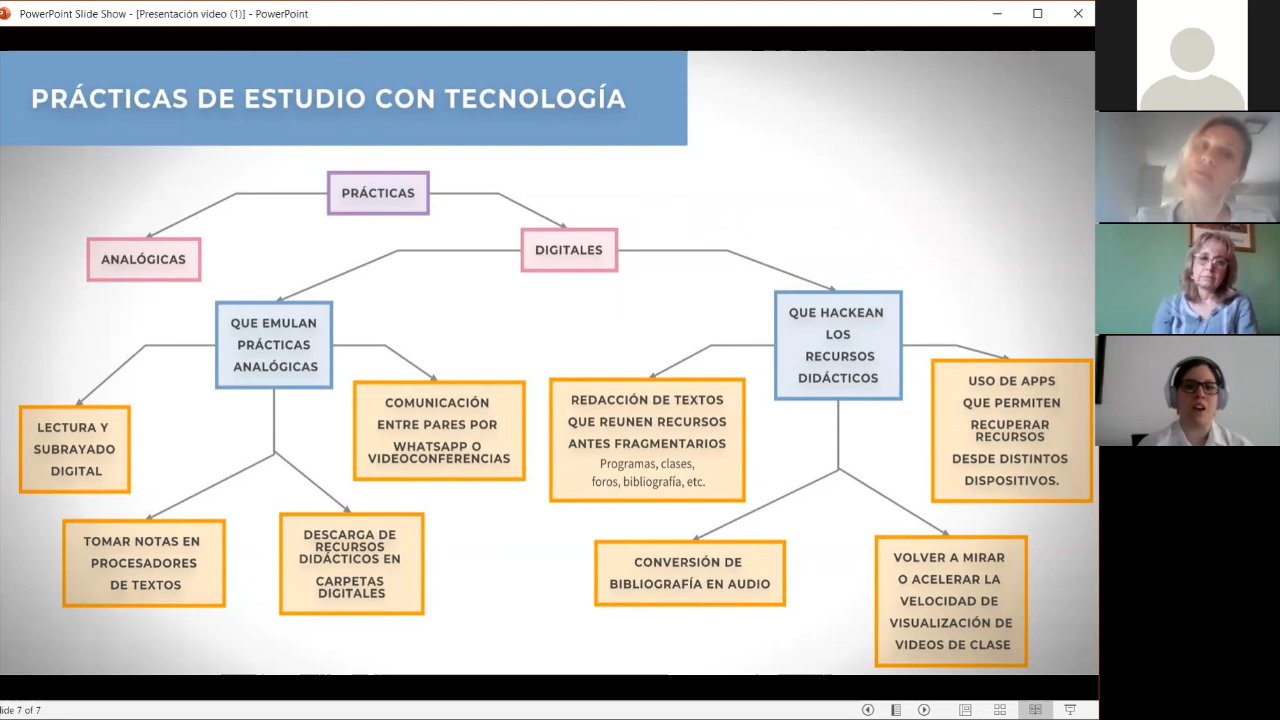 PowerPoint Slide Show - [Presentación video (1)] - PowerPoint
PRÁCTICAS DE ESTUDIO CON TECNOLOGÍA
PRÁCTICAS
ANALÓGICAS
DIGITALES
QUE EMULAN
PRÁCTICAS
ANALÓGICAS
QUE HACKEAN
LOS
RECURSOS
DIDÁCTICOS
LECTURA Y
SUBRAYADO
DIGITAL
COMUNICACIÓN
ENTRE PARES POR
WHATSAPP O
VIDEOCONFERENCIAS
REDACCIÓN DE TEXTOS
QUE REUNEN RECURSOS
ANTES FRAGMENTARIOS
Programas, clases,
foros, bibliografía, etc.
USO DE APPS
QUE PERMITEN
RECUPERAR
RECURSOS
DESDE DISTINTOS
DISPOSITIVOS.
TOMAR NOTAS EN
PROCESADORES
DE TEXTOS
DESCARGA DE
RECURSOS
DIDÁCTICOS EN
CARPETAS
DIGITALES
CONVERSIÓN DE
BIBLIOGRAFÍA EN AUDIO
VOLVER A MIRAR
O ACELERAR LA
VELOCIDAD DE
VISUALIZACIÓN DE
VIDEOS DE CLASE
lide 7 of 7